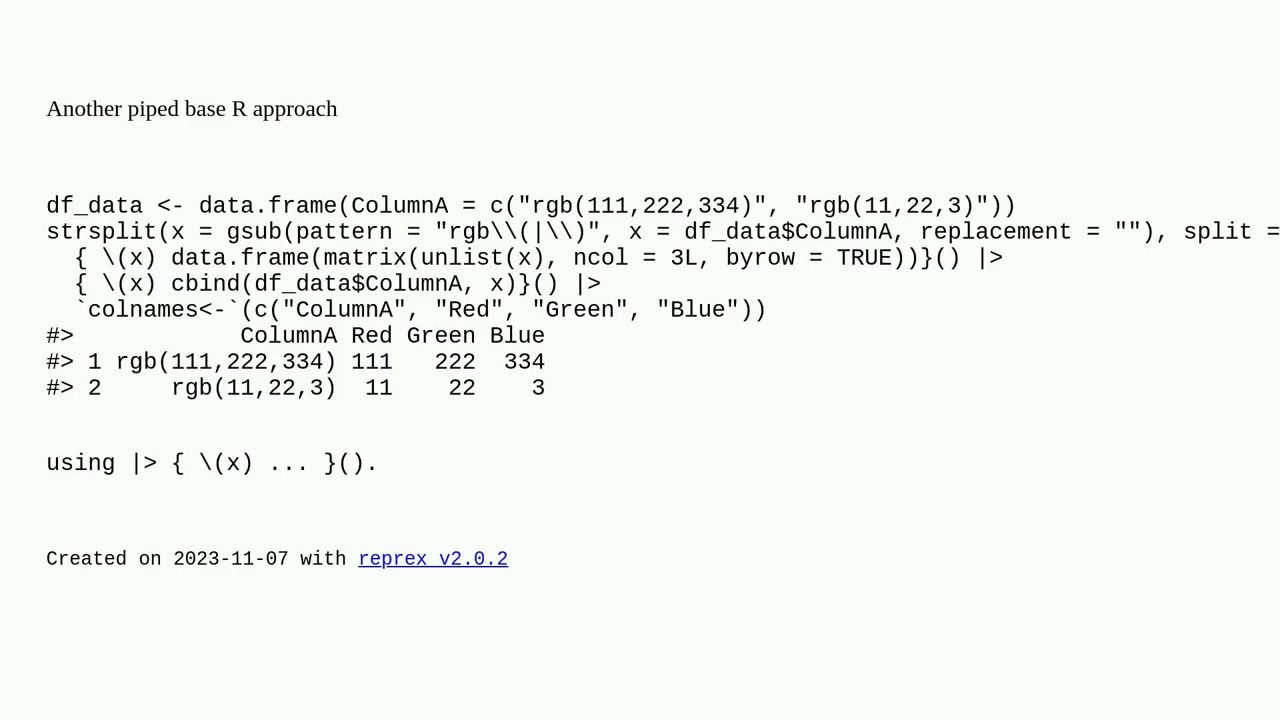 Another piped base R approach
df_data <- data.frame(ColumnA = c("rgb(111,222,334)", "rgb(11,22,3)"))
strsplit(x = gsub(pattern = "rgb\\(|\\)", x = df_data$ColumnA, replacement = ""), split =
  { \(x) data.frame(matrix(unlist(x), ncol = 3L, byrow = TRUE))}() |>
  { \(x) cbind(df_data$ColumnA, x)}() |>
  `colnames<-`(c("ColumnA", "Red", "Green", "Blue"))
#>            ColumnA Red Green Blue
#> 1 rgb(111,222,334) 111   222  334
#> 2     rgb(11,22,3)  11    22    3
using |> { \(x) ... }().
Created on 2023-11-07 with reprex v2.0.2